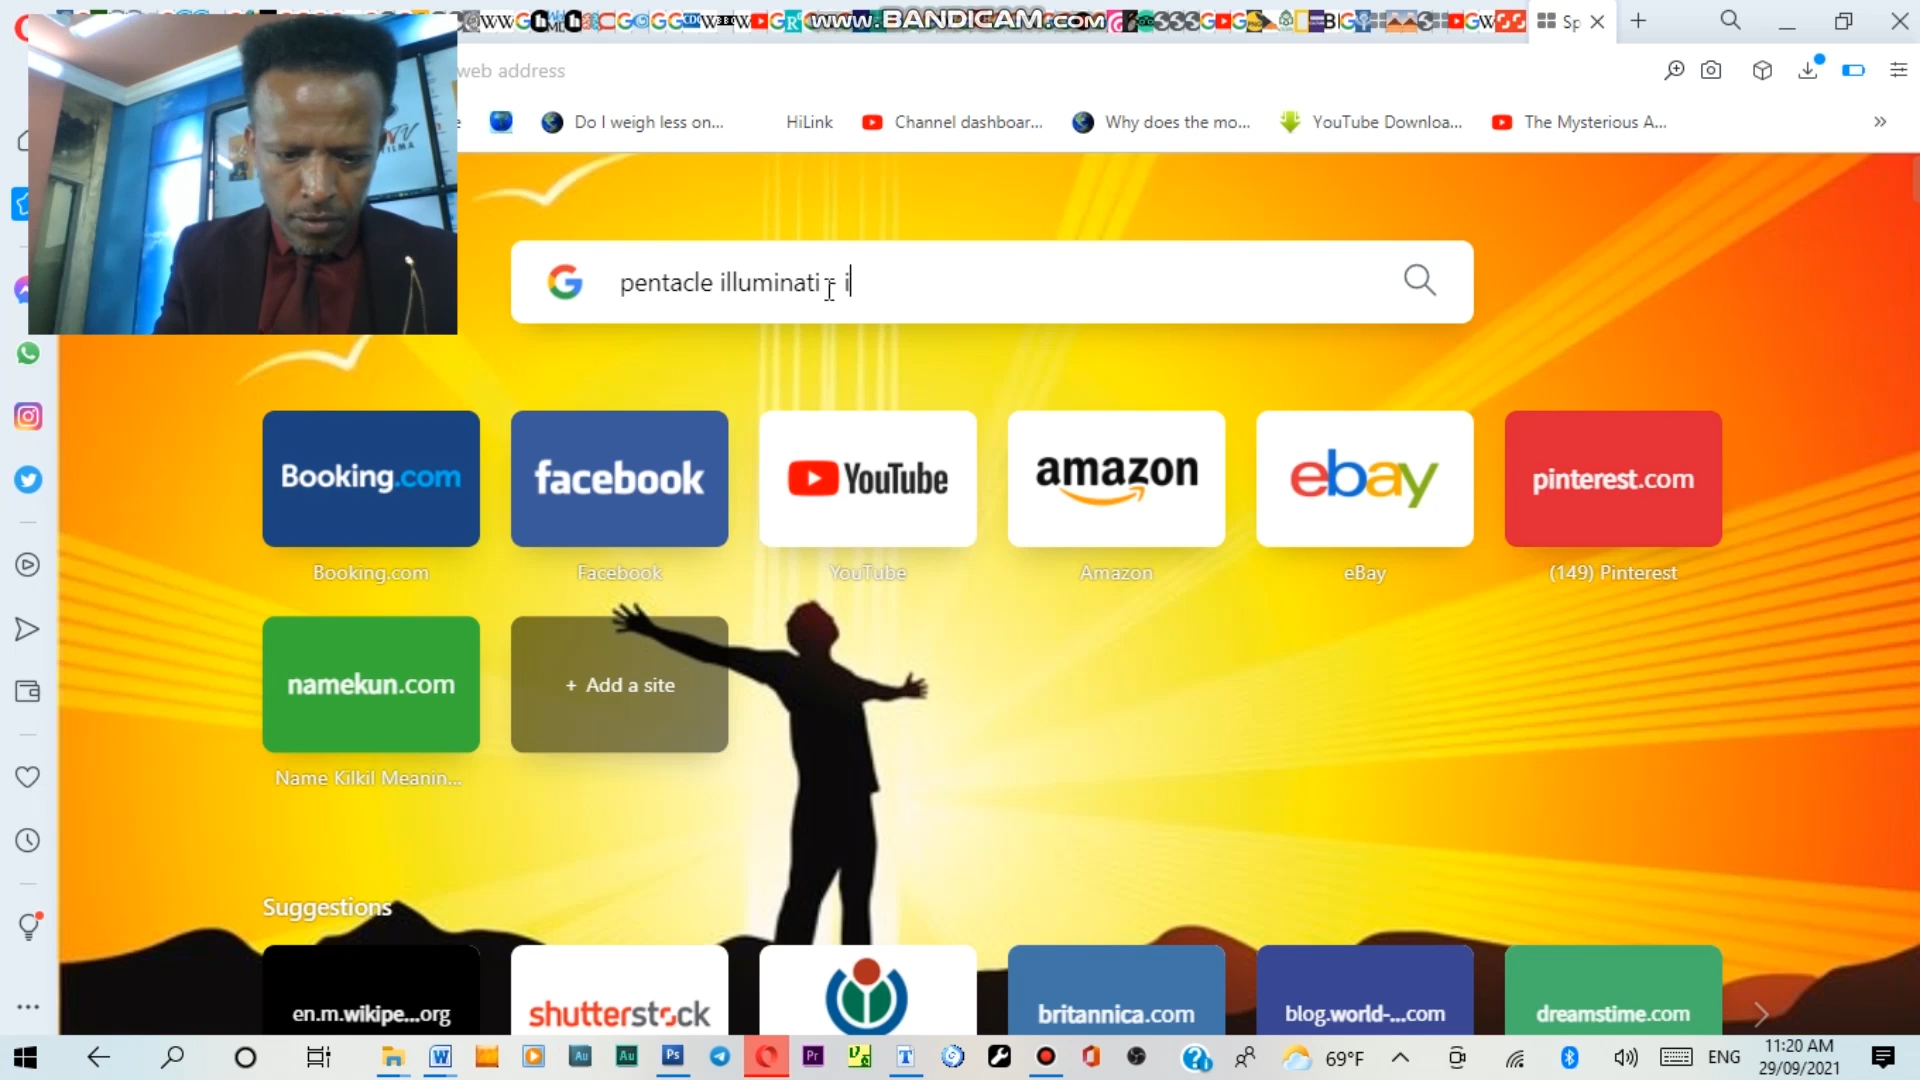 www.BANDICAM.com
Sp
web address
Do I weigh less on...
HiLink
Channel dashboar...
Why does the mo...
YouTube Downloa...
The Mysterious A...
pentacle illuminati i
Booking.com
facebook
YouTube
amazon
ebay
pinterest.com
Booking.com
Facebook
YouTube
Amazon
eBay
(149) Pinterest
namekun.com
+ Add a site
Name Kilkil Meanin...
Suggestions
en.m.wikipe...org
shutterstock
britannica.com
blog.world-...com
dreamstime.com
69°F
ENG
11:20 AM
29/09/2021